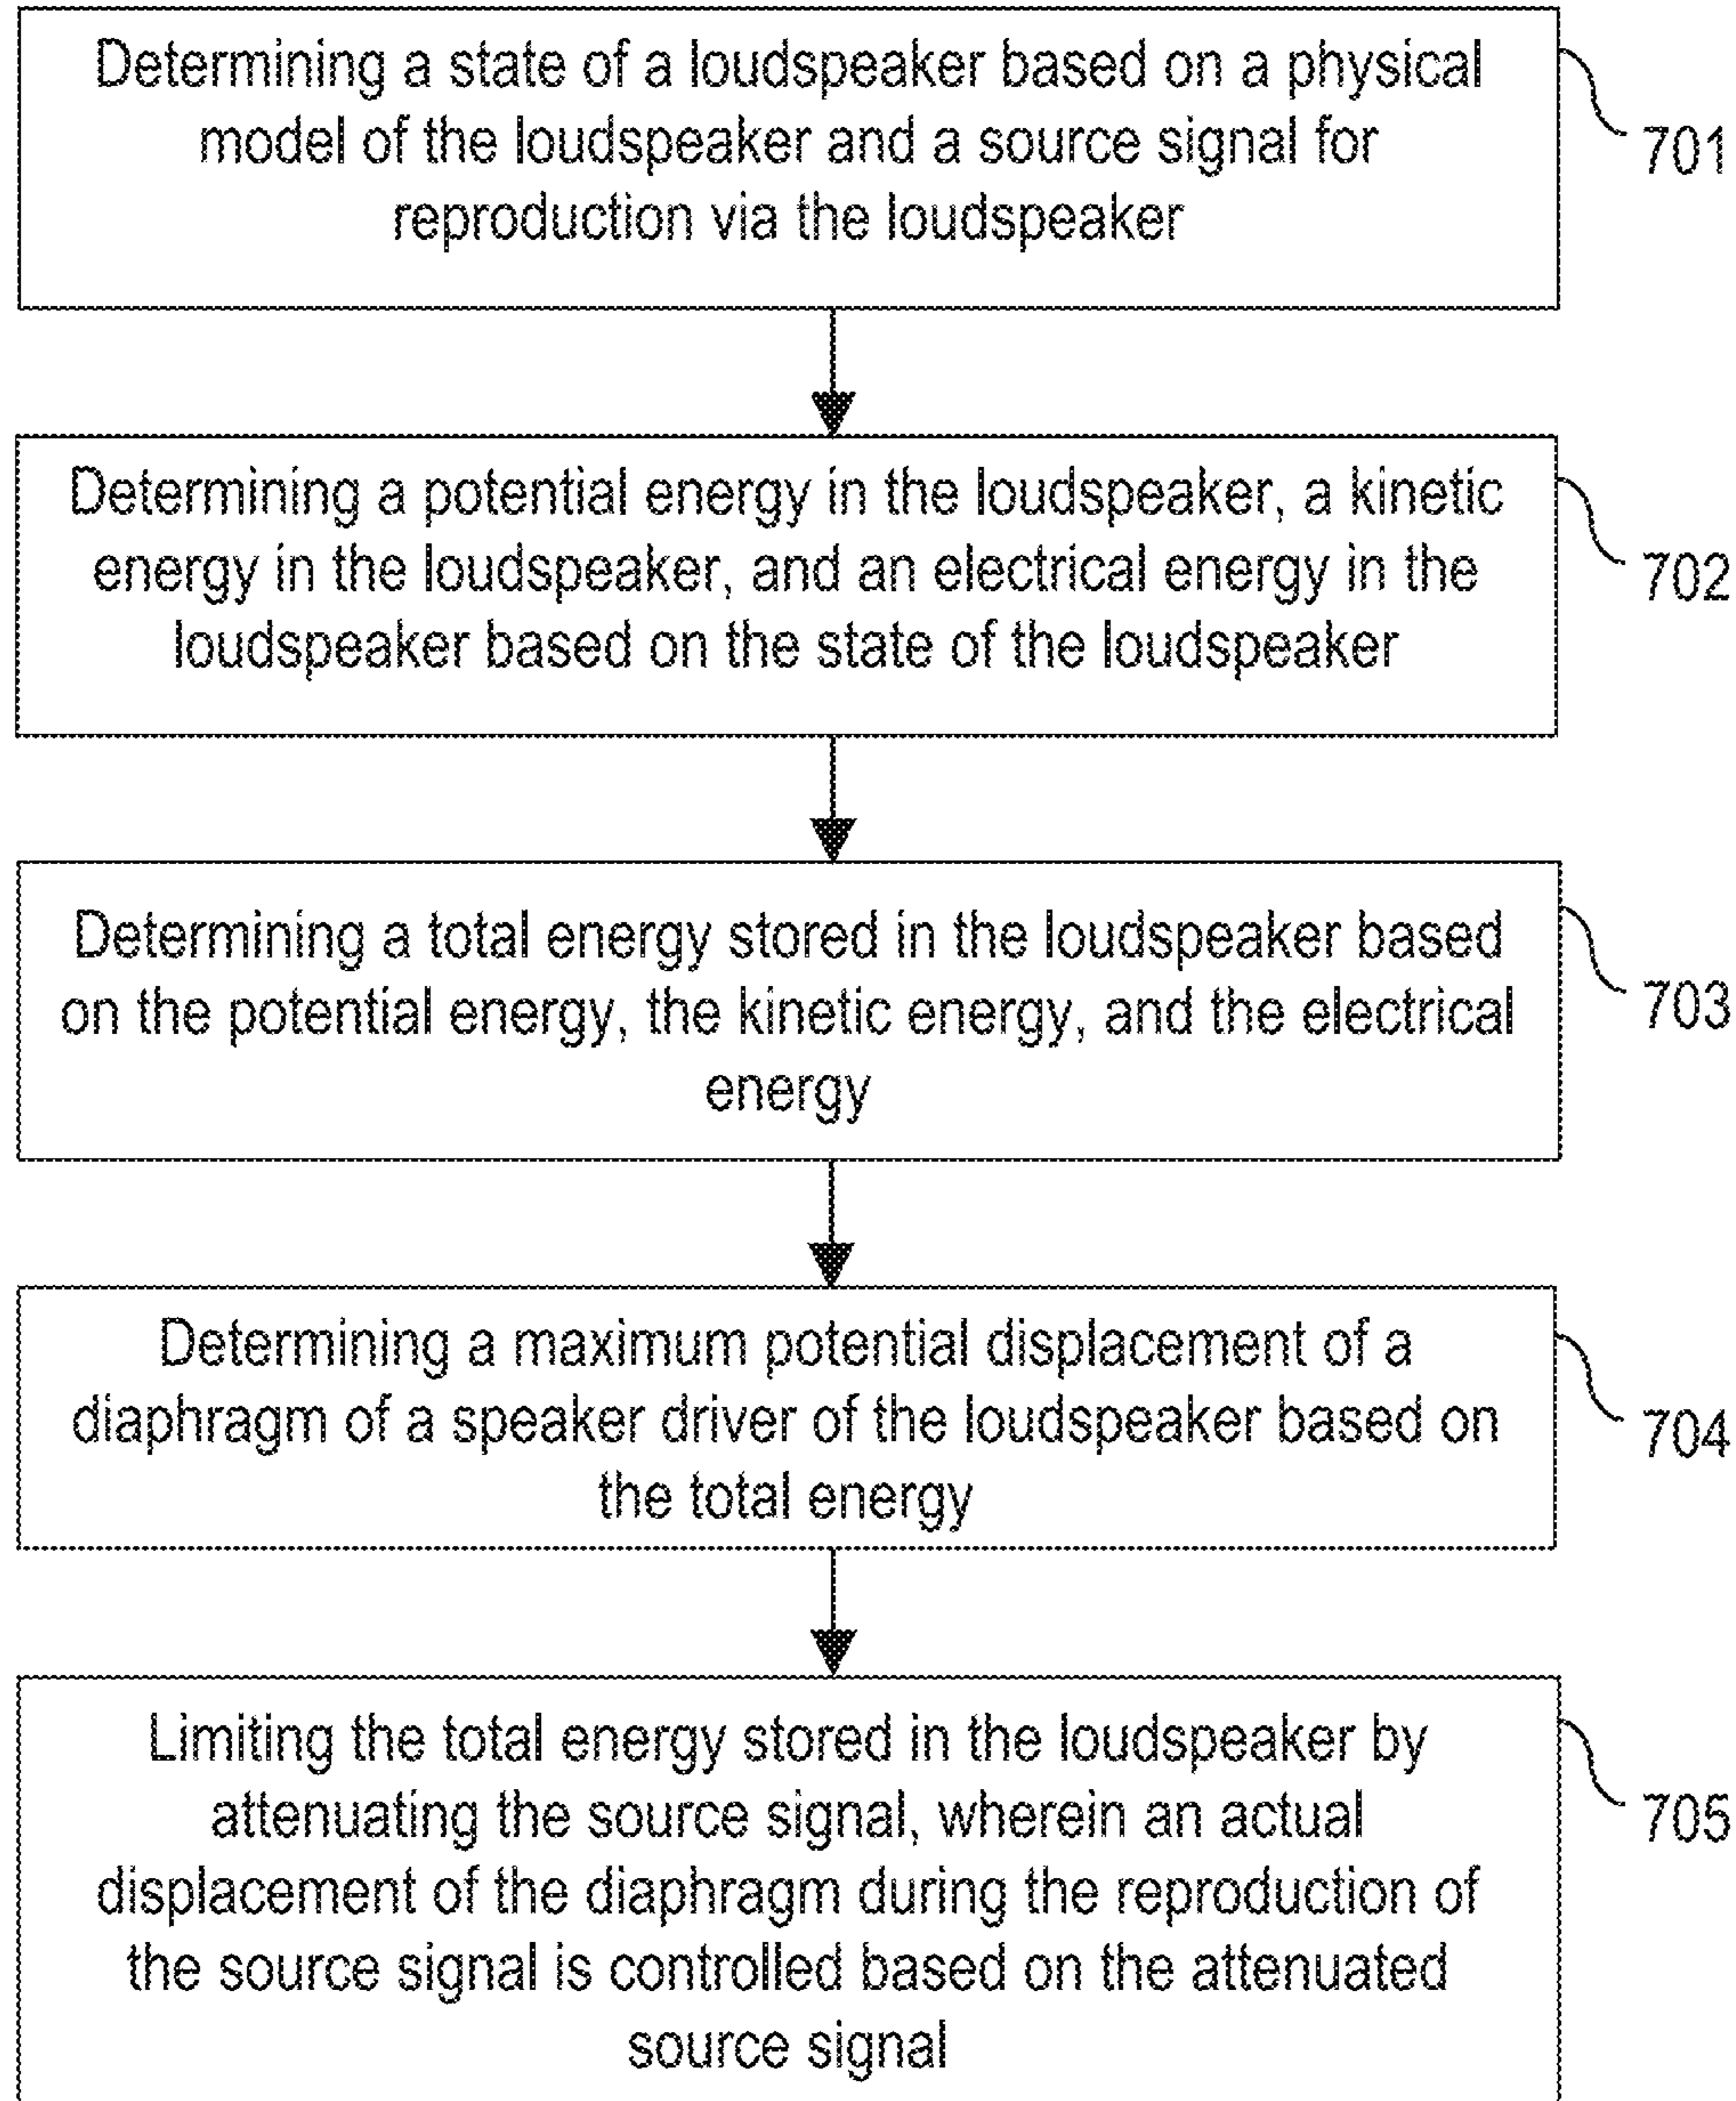 Determining a state of a loudspeaker based on a physical
model of the loudspeaker and a source signal for
reproduction via the loudspeaker
701
Determining a potential energy in the loudspeaker, a kinetic
energy in the loudspeaker, and an electrical energy in the
loudspeaker based on the state of the loudspeaker
702
Determining a total energy stored in the loudspeaker based
on the potential energy, the kinetic energy, and the electrical
energy
703
Determining a maximum potential displacement of a
diaphragm of a speaker driver of the loudspeaker based on
the total energy
704
Limiting the total energy stored in the loudspeaker by
attenuating the source signal, wherein an actual
displacement of the diaphragm during the reproduction of
the source signal is controlled based on the attenuated
source signal
705